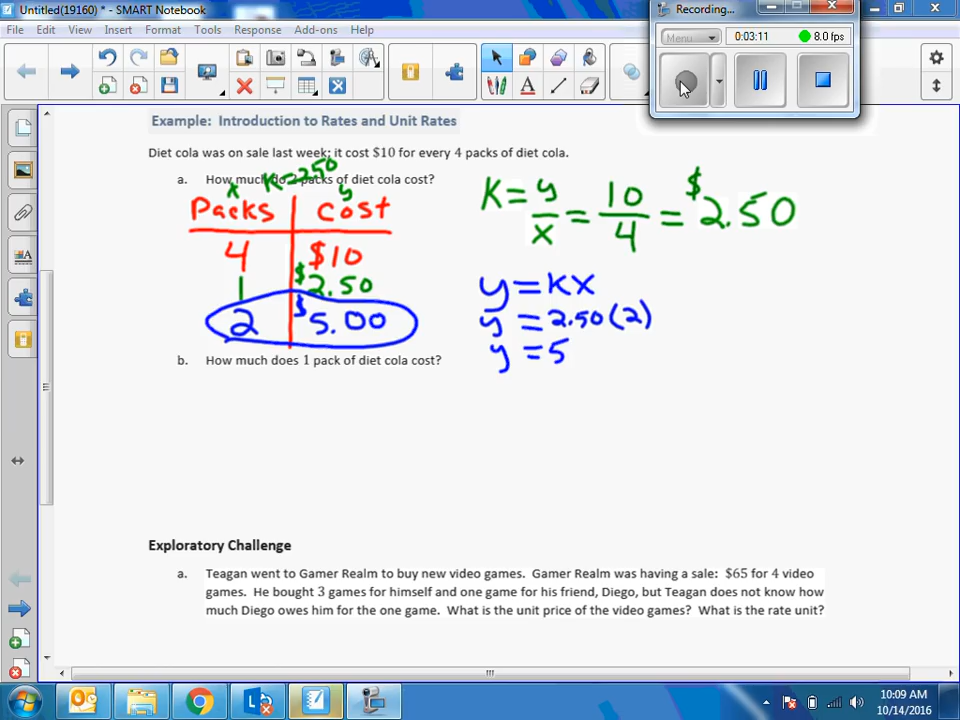 Untitled(19160) * - SMART Notebook
Recording...
File Edit View Insert Format Tools Response Add-ons Help
Menu
0:03:11
8.0 fps
Example: Introduction to Rates and Unit Rates
Diet cola was on sale last week; it cost $10 for every 4 packs of diet cola.
a. How much do 2 packs of diet cola cost?
K=250
x y
Packs Cost
4 $10
1 $2.50
2 $5.00
K = y/x = 10/4 = $2.50
y = Kx
y = 2.50(2)
y = 5
b. How much does 1 pack of diet cola cost?
Exploratory Challenge
a. Teagan went to Gamer Realm to buy new video games. Gamer Realm was having a sale: $65 for 4 video
games. He bought 3 games for himself and one game for his friend, Diego, but Teagan does not know how
much Diego owes him for the one game. What is the unit price of the video games? What is the rate unit?
10:09 AM
10/14/2016